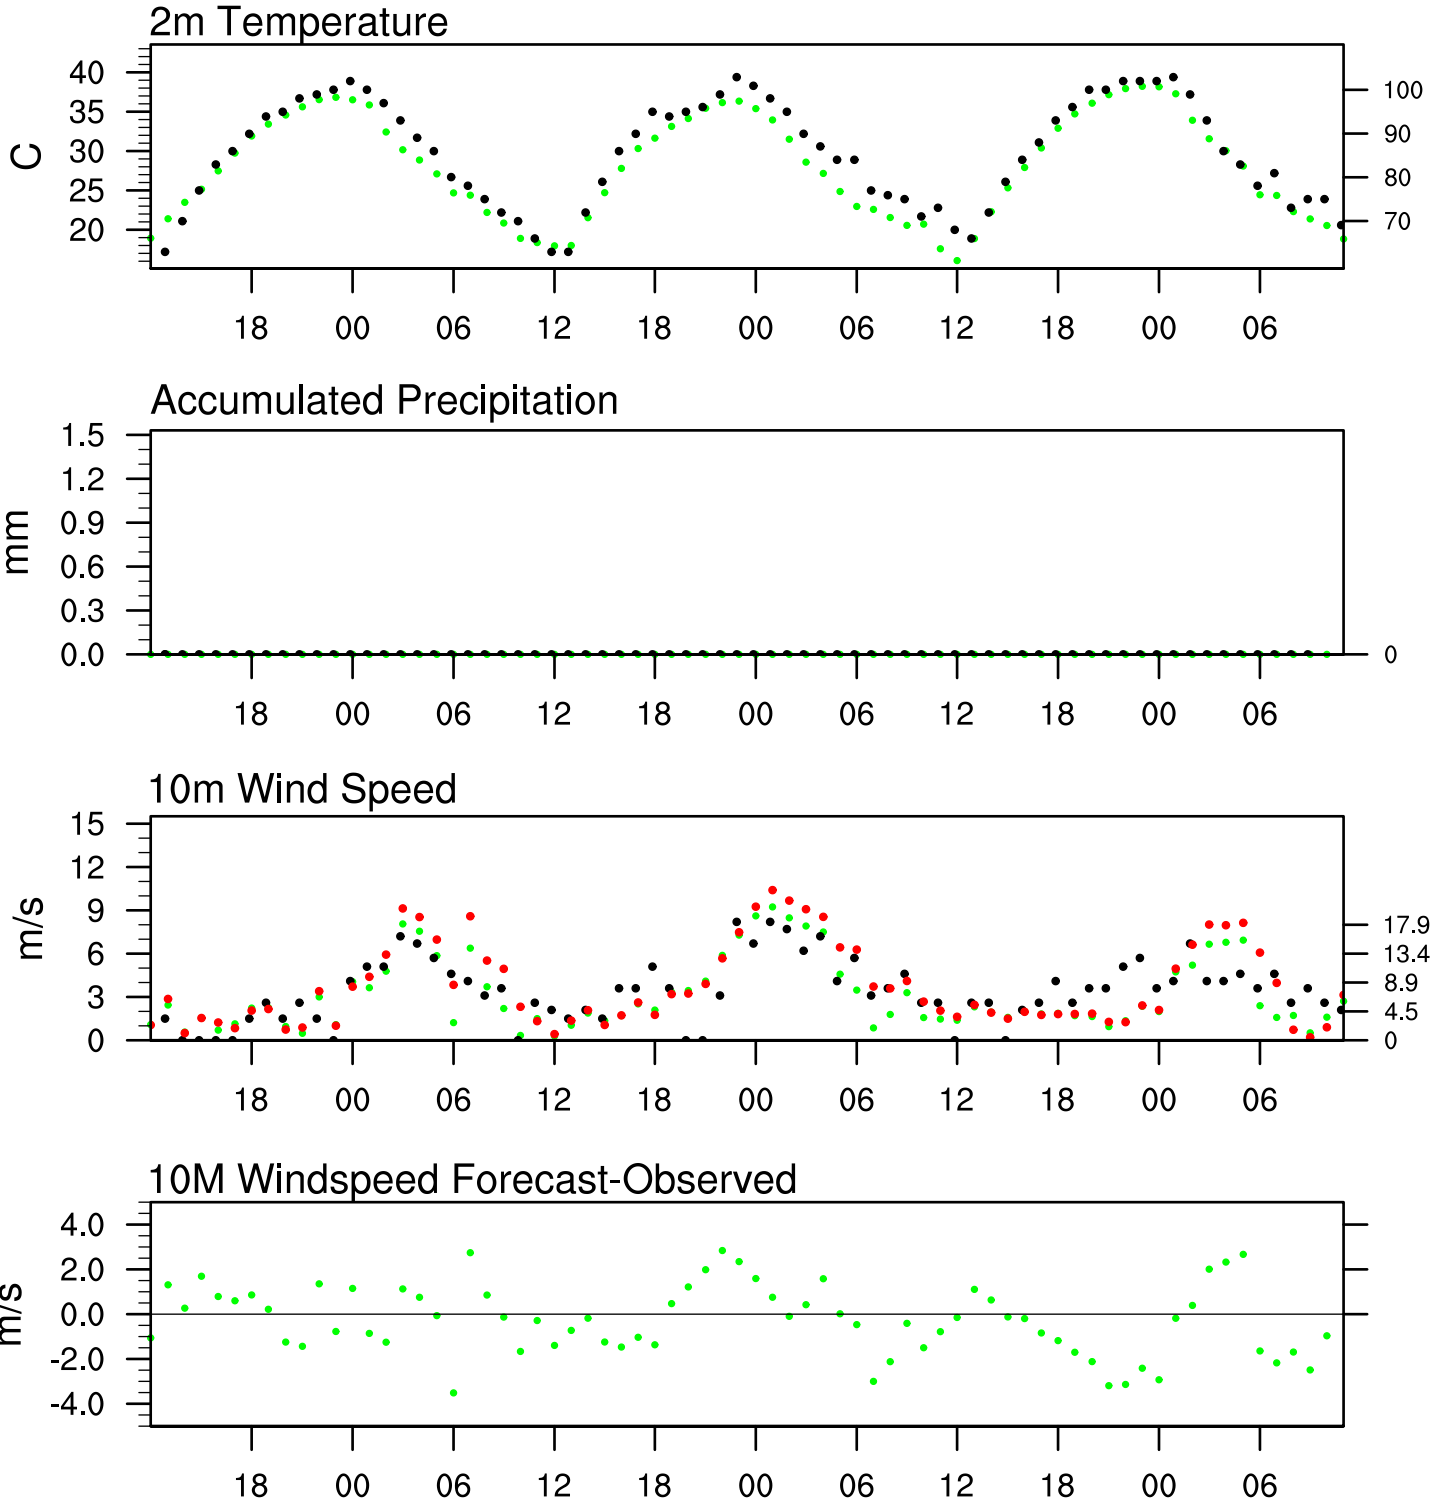 2m Temperature
C
40
35
30
25
20
100
90
80
70
18 00 06 12 18 00 06 12 18 00 06
Accumulated Precipitation
mm
1.5
1.2
0.9
0.6
0.3
0.0
0
18 00 06 12 18 00 06 12 18 00 06
10m Wind Speed
m/s
15
12
9
6
3
0
17.9
13.4
8.9
4.5
0
18 00 06 12 18 00 06 12 18 00 06
10M Windspeed Forecast-Observed
m/s
4.0
2.0
0.0
-2.0
-4.0
18 00 06 12 18 00 06 12 18 00 06